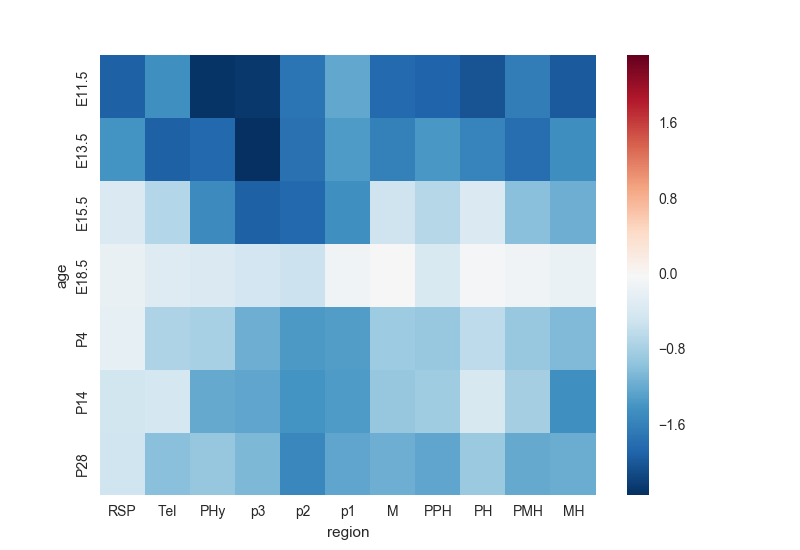 E11.5
E13.5
E15.5
E18.5
P4
P14
P28
age
RSP Tel PHy p3 p2 p1 M PPH PH PMH MH
region
1.6
0.8
0.0
−0.8
−1.6